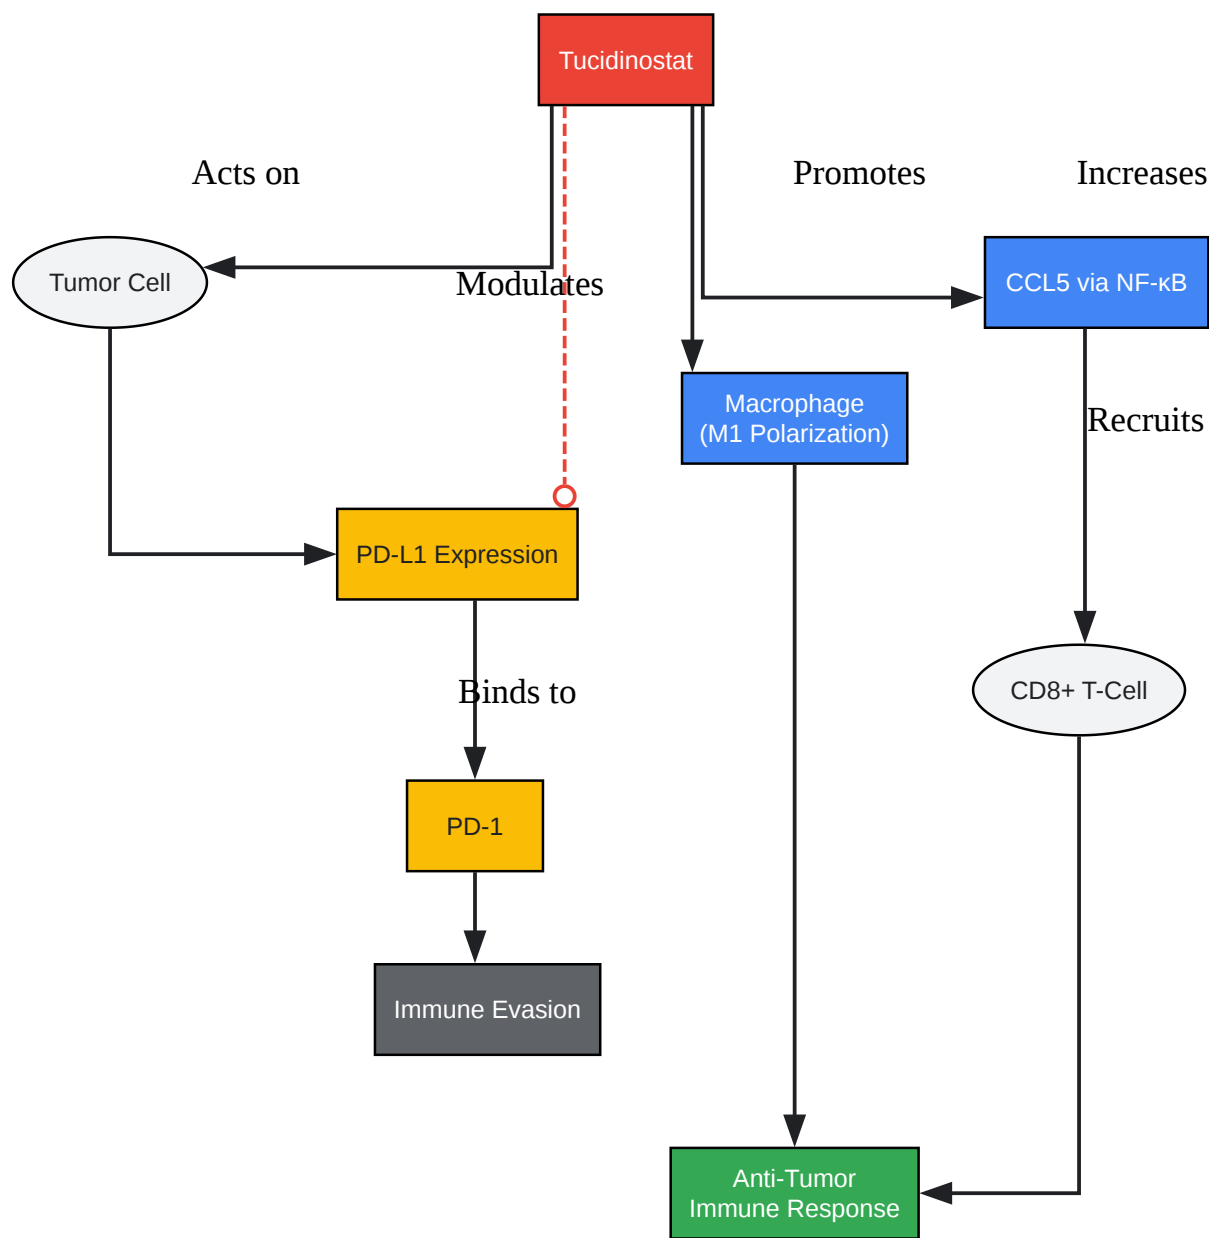 Tucidinostat
Acts on
Promotes
Increases
Tumor Cell
Modulates
CCL5 via NF-κB
Macrophage
(M1 Polarization)
Recruits
PD-L1 Expression
Binds to
CD8+ T-Cell
PD-1
Immune Evasion
Anti-Tumor
Immune Response